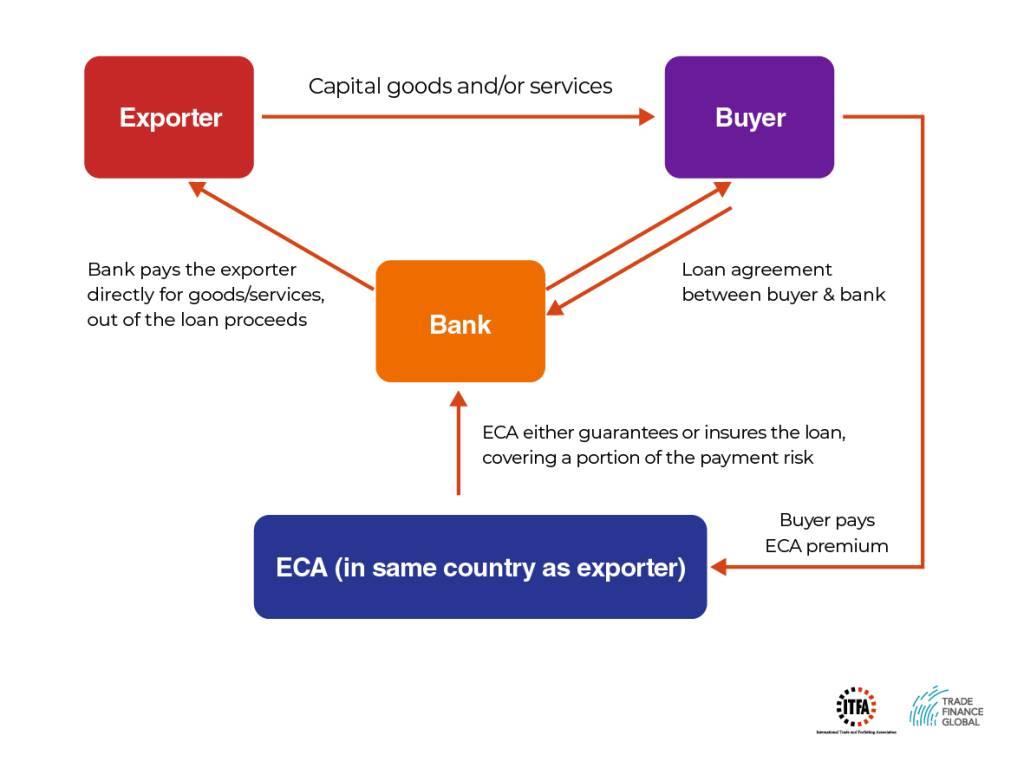 Capital goods and/or services
Exporter
Buyer
Bank pays the exporter
directly for goods/services,
out of the loan proceeds
Loan agreement
between buyer & bank
Bank
ECA either guarantees or insures the loan,
covering a portion of the payment risk
Buyer pays
ECA premium
ECA (in same country as exporter)
ITFA
International Trade and Forfaiting Association
TRADE
FINANCE
GLOBAL